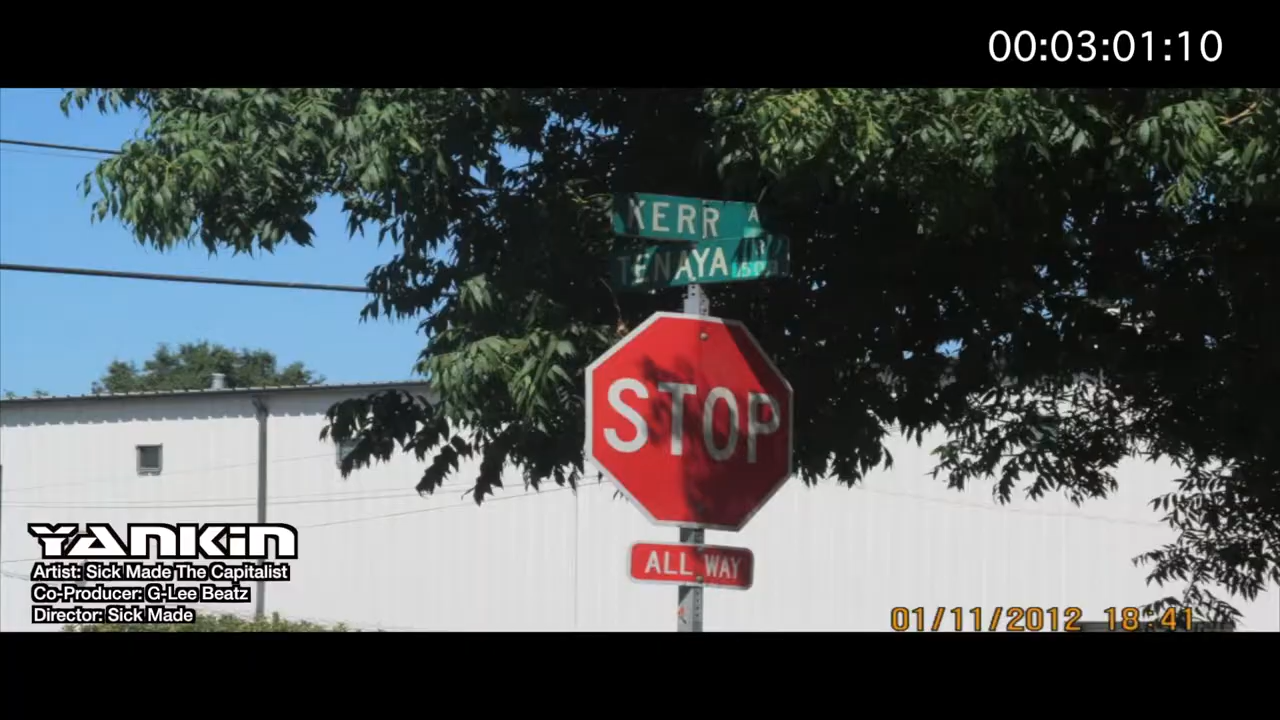 00:03:01:10
KERR A
TENAYA
STOP
ALL WAY
YANKiN
Artist: Sick Made The Capitalist
Co-Producer: G-Lee Beatz
Director: Sick Made
01/11/2012 18:41